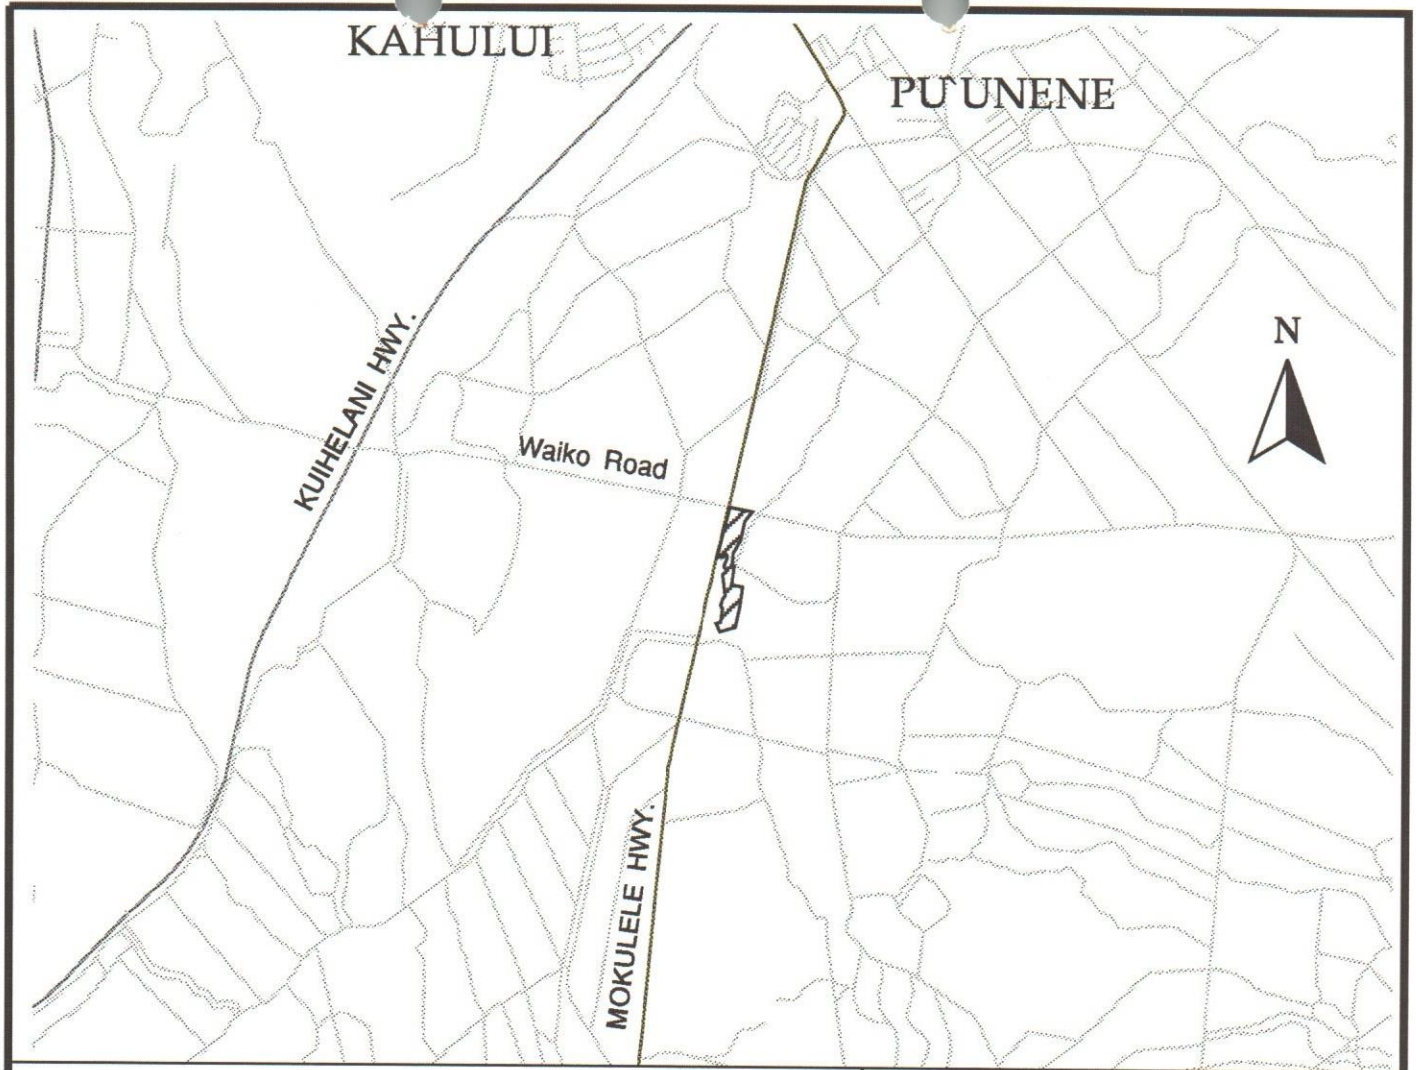 KAHULUI
PU`UNENE
N
KUIHELANI HWY.
Waiko Road
MOKULELE HWY.